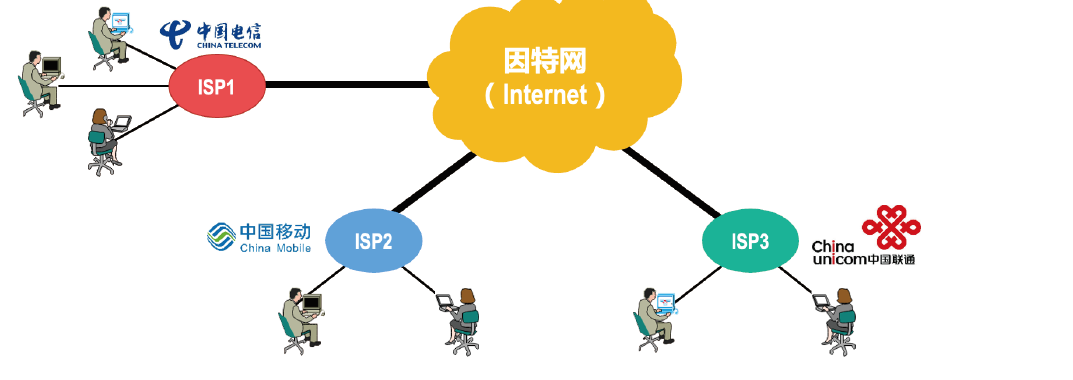 中国电信
CHINA TELECOM
ISP1
因特网
（ Internet ）
中国移动
China Mobile
ISP2
ISP3
China
unicom中国联通